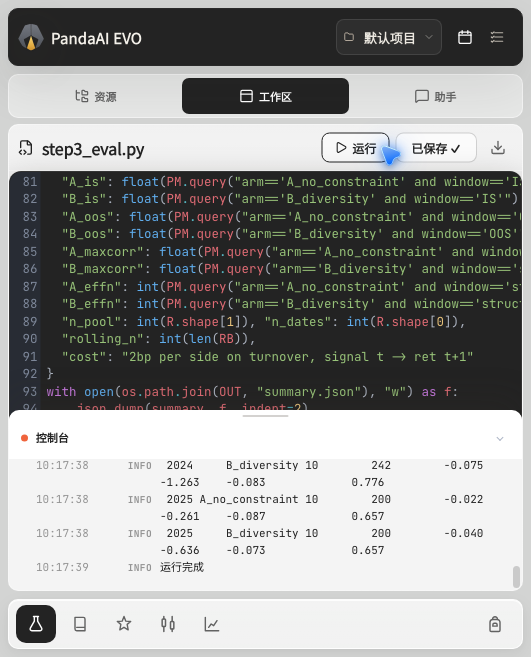 PandaAI EVO
默认项目
资源
工作区
助手
step3_eval.py
运行
已保存 ✓
81 "A_is": float(PM.query("arm=='A_no_constraint' and window=='I
82 "B_is": float(PM.query("arm=='B_diversity' and window=='IS'")
83 "A_oos": float(PM.query("arm=='A_no_constraint' and window=='
84 "B_oos": float(PM.query("arm=='B_diversity' and window=='OOS'
85 "A_maxcorr": float(PM.query("arm=='A_no_constraint' and windo
86 "B_maxcorr": float(PM.query("arm=='B_diversity' and window=='
87 "A_effn": int(PM.query("arm=='A_no_constraint' and window=='st
88 "B_effn": int(PM.query("arm=='B_diversity' and window=='struct
89 "n_pool": int(R.shape[1]), "n_dates": int(R.shape[0]),
90 "rolling_n": int(len(RB)),
91 "cost": "2bp per side on turnover, signal t -> ret t+1"
92 }
93 with open(os.path.join(OUT, "summary.json"), "w") as f:
94 json.dump(summary, f, indent=2)
控制台
10:17:38 INFO 2024 B_diversity 10 242 -0.075
-1.263 -0.083 0.776
10:17:38 INFO 2025 A_no_constraint 10 200 -0.022
-0.261 -0.087 0.657
10:17:38 INFO 2025 B_diversity 10 200 -0.040
-0.636 -0.073 0.657
10:17:39 INFO 运行完成